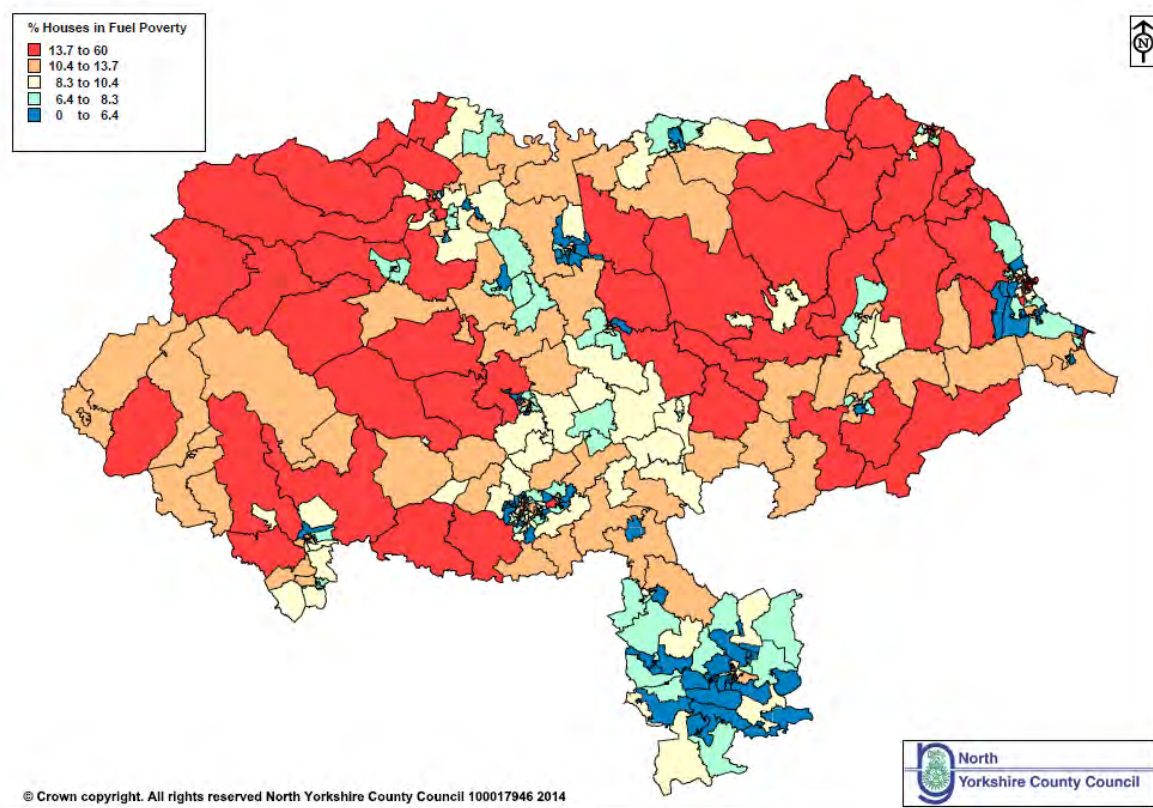 % Houses in Fuel Poverty
13.7 to 60
10.4 to 13.7
8.3 to 10.4
6.4 to 8.3
0 to 6.4
N
North
Yorkshire County Council
© Crown copyright. All rights reserved North Yorkshire County Council 100017946 2014